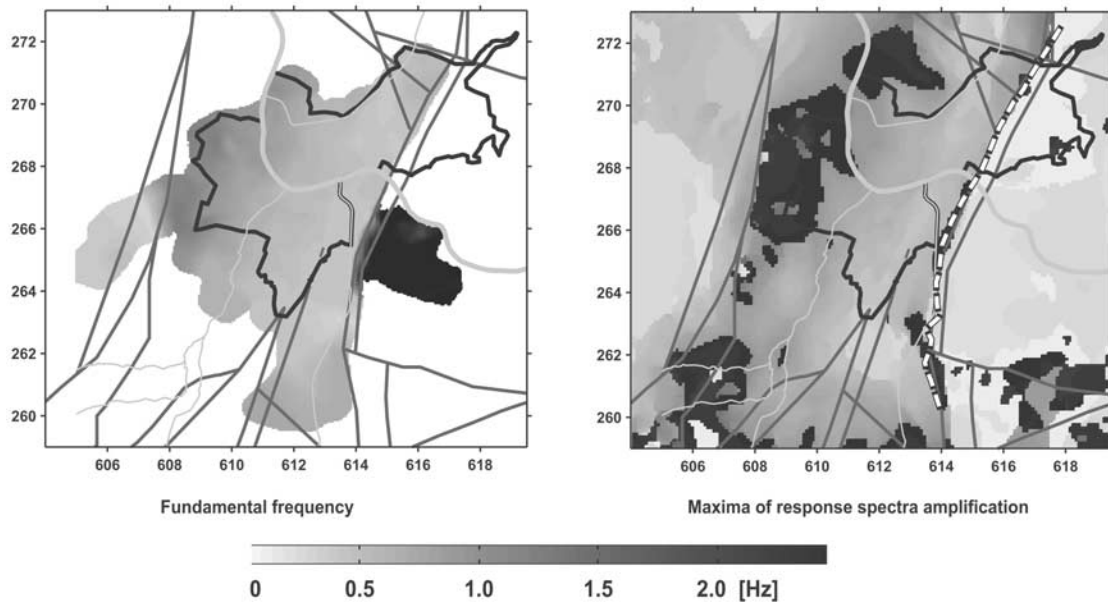 272
270
268
266
264
262
260
606 608 610 612 614 616 618
Fundamental frequency
272
270
268
266
264
262
260
606 608 610 612 614 616 618
Maxima of response spectra amplification
0 0.5 1.0 1.5 2.0 [Hz]